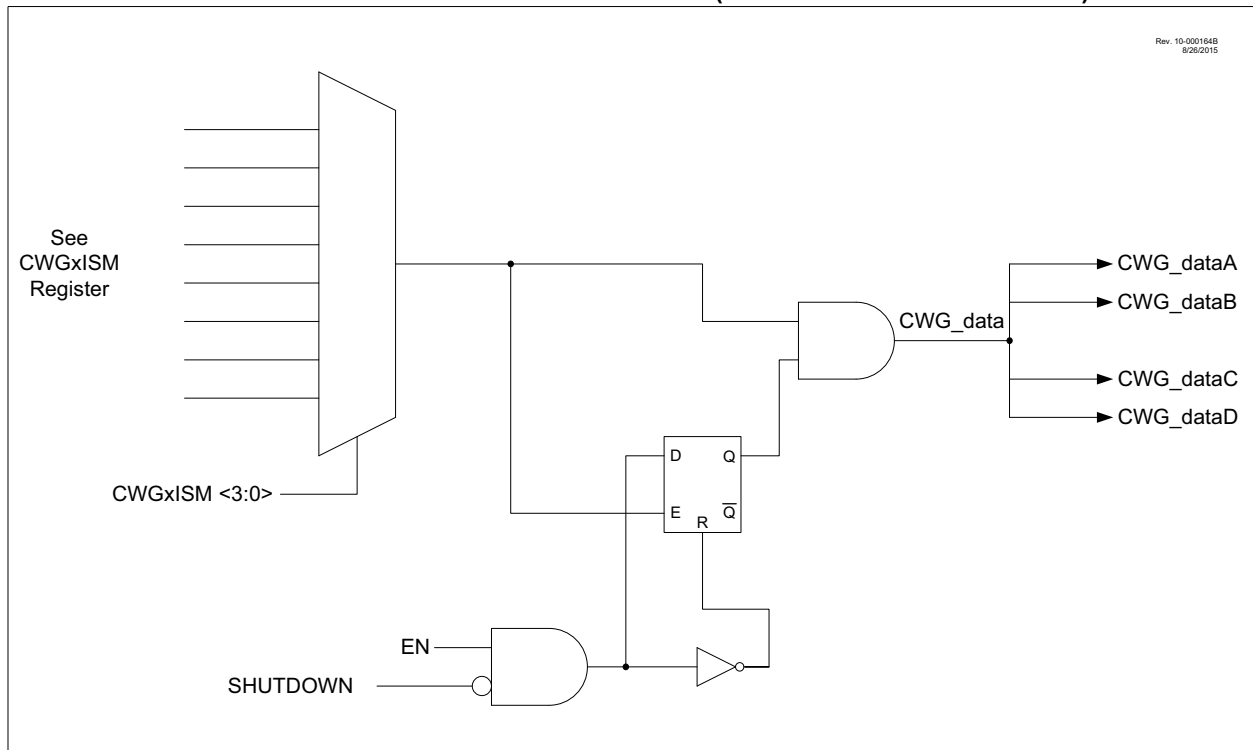 Rev. 10-000164B
8/26/2015
See
CWGxISM
Register
CWGxISM <3:0>
CWG_data
CWG_dataA
CWG_dataB
CWG_dataC
CWG_dataD
D
Q
E
R
Q̅
EN
SHUTDOWN